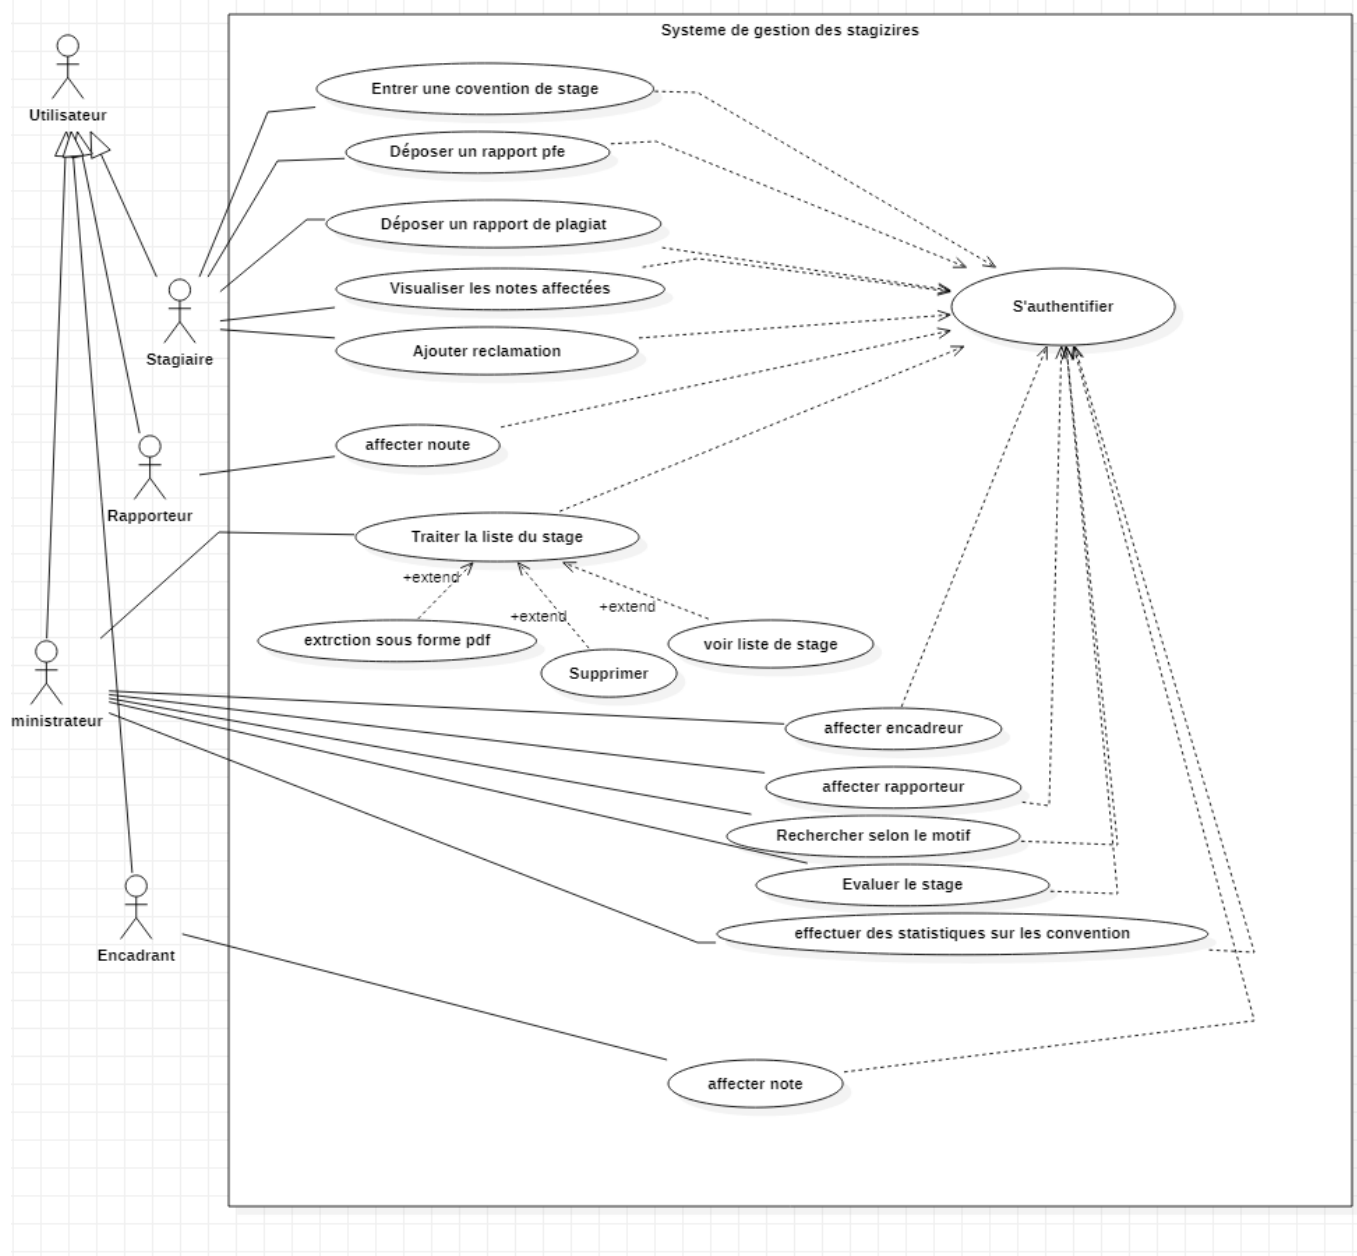 Systeme de gestion des stagizires
Utilisateur
Entrer une covention de stage
Déposer un rapport pfe
Déposer un rapport de plagiat
Visualiser les notes affectées
S'authentifier
Ajouter reclamation
Stagiaire
affecter noute
Rapporteur
Traiter la liste du stage
+extend
+extend
+extend
extrction sous forme pdf
voir liste de stage
Supprimer
ministrateur
affecter encadreur
affecter rapporteur
Rechercher selon le motif
Evaluer le stage
effectuer des statistiques sur les convention
Encadrant
affecter note